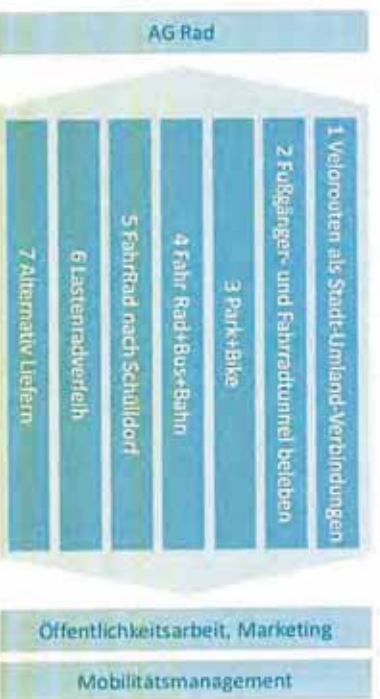 AG Rad
1 Velorouten als Stadt-Umland-Verbindungen
2 Fußgänger- und Fahrradtunnel beleben
3 Park+Bike
4 Fahr Rad+Bus+Bahn
5 FahrRad nach Schülldorf
6 Lastenradverleih
7 Alternativ Liefern
Öffentlichkeitsarbeit, Marketing
Mobilitätsmanagement